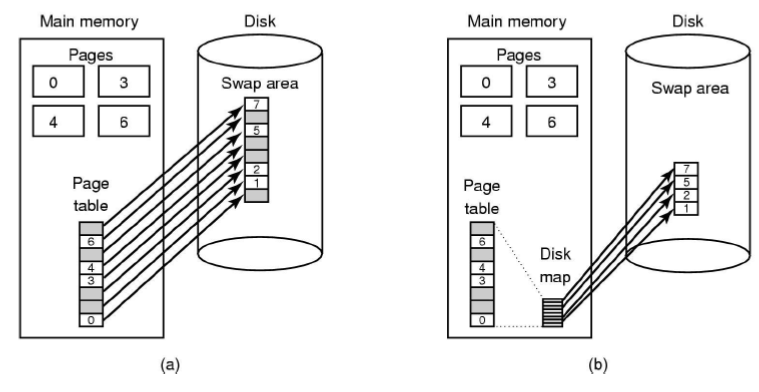 Main memory
Disk
Pages
0
3
4
6
Swap area
7
5
2
1
Page
table
6
4
3
0
(a)
Main memory
Disk
Pages
0
3
4
6
Swap area
7
5
2
1
Page
table
6
4
3
0
Disk
map
(b)